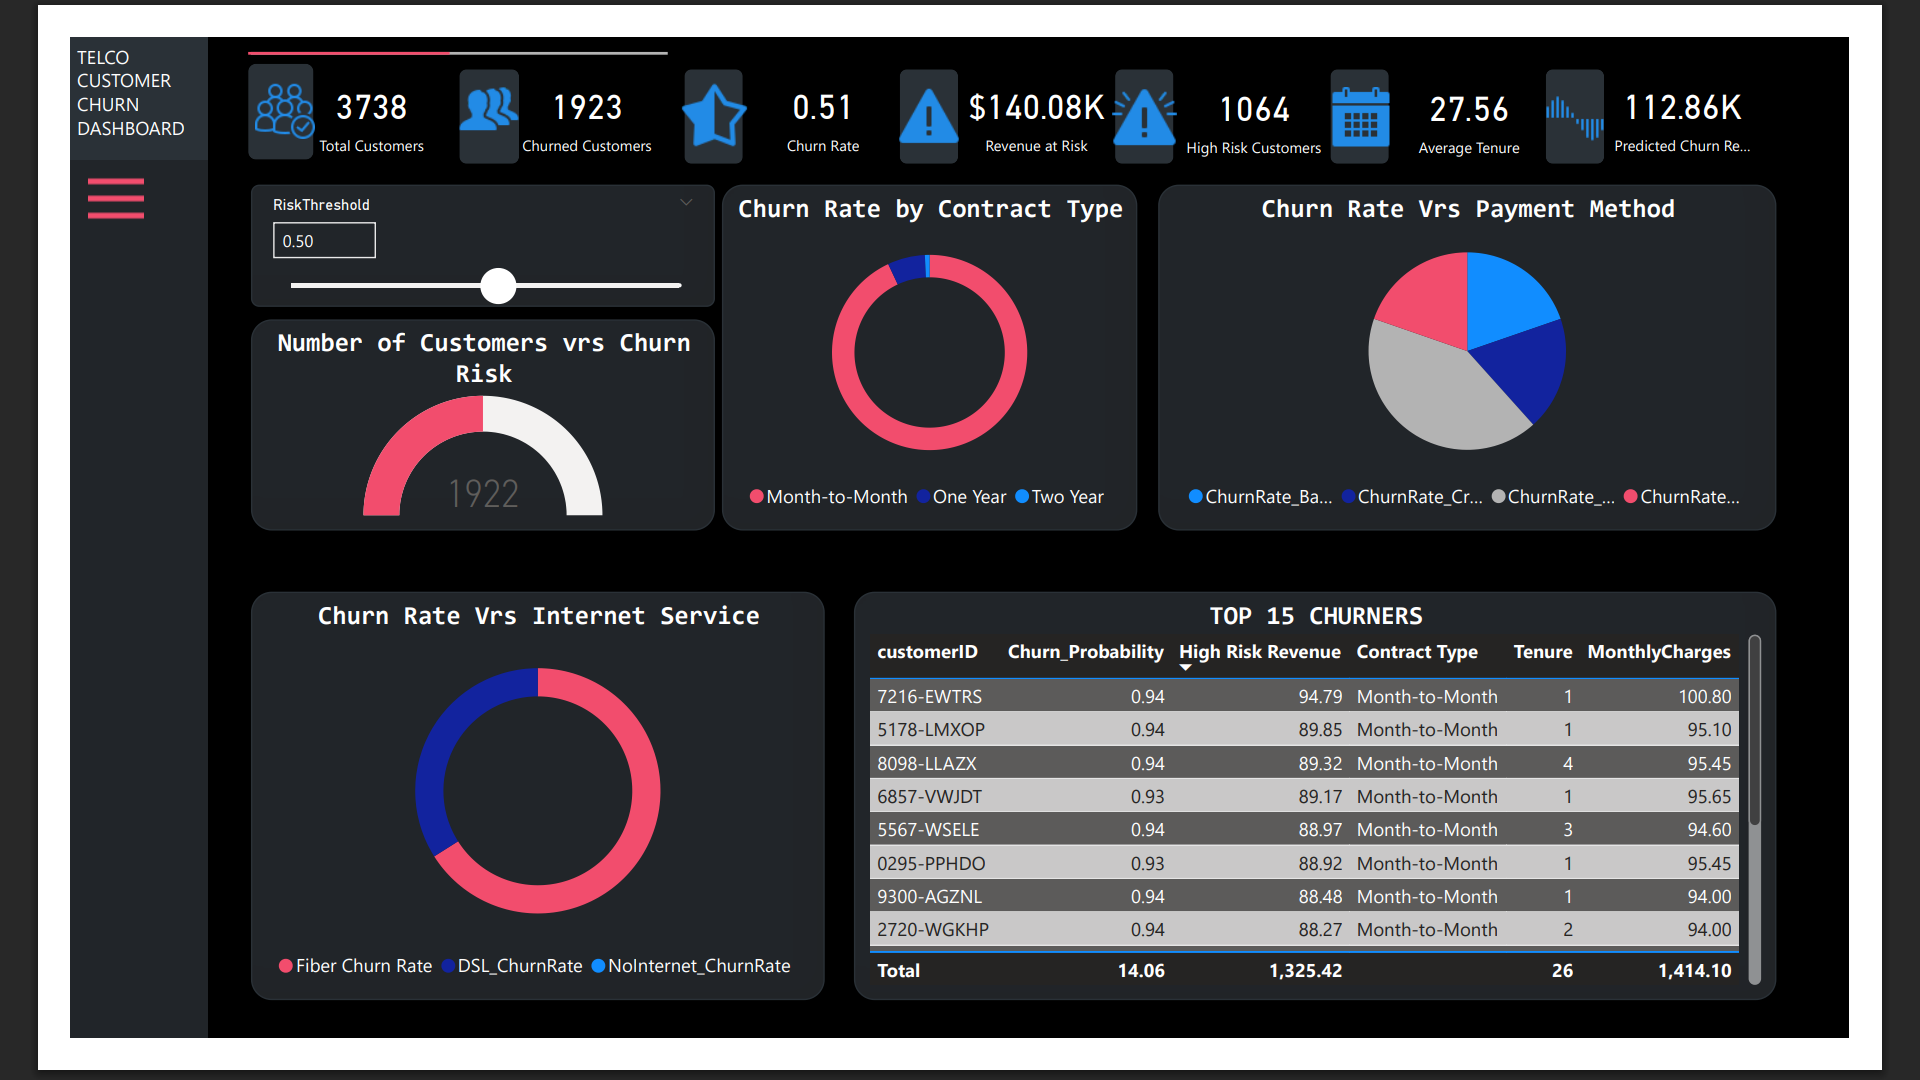 TELCO
CUSTOMER
CHURN
DASHBOARD
3738
Total Customers
1923
Churned Customers
0.51
Churn Rate
$140.08K
Revenue at Risk
1064
High Risk Customers
27.56
Average Tenure
112.86K
Predicted Churn Re...
RiskThreshold
0.50
Number of Customers vrs Churn
Risk
1922
Churn Rate by Contract Type
Month-to-Month One Year Two Year
Churn Rate Vrs Payment Method
ChurnRate_Ba... ChurnRate_Cr... ChurnRate_... ChurnRate...
Churn Rate Vrs Internet Service
Fiber Churn Rate DSL_ChurnRate NoInternet_ChurnRate
TOP 15 CHURNERS
customerID Churn_Probability High Risk Revenue Contract Type Tenure MonthlyCharges
7216-EWTRS 0.94 94.79 Month-to-Month 1 100.80
5178-LMXOP 0.94 89.85 Month-to-Month 1 95.10
8098-LLAZX 0.94 89.32 Month-to-Month 4 95.45
6857-VWJDT 0.93 89.17 Month-to-Month 1 95.65
5567-WSELE 0.94 88.97 Month-to-Month 3 94.60
0295-PPHDO 0.93 88.92 Month-to-Month 1 95.45
9300-AGZNL 0.94 88.48 Month-to-Month 1 94.00
2720-WGKHP 0.94 88.27 Month-to-Month 2 94.00
Total 14.06 1,325.42 26 1,414.10